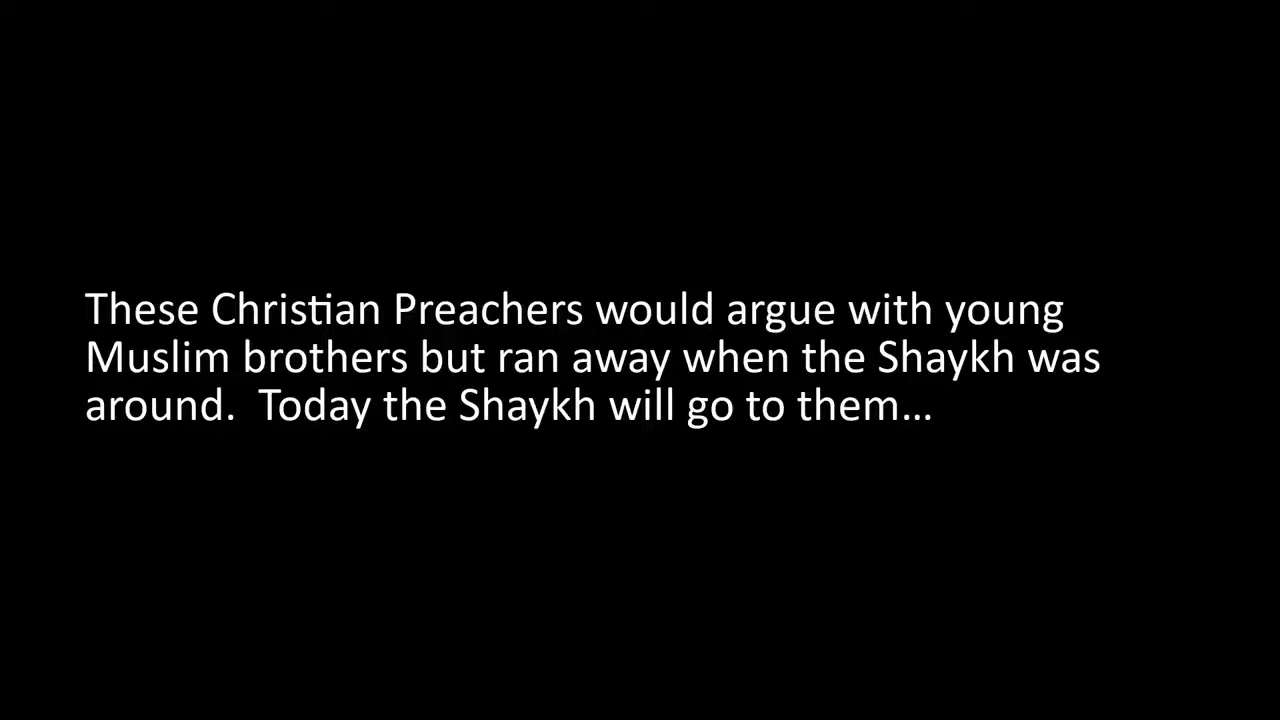 These Christian Preachers would argue with young
Muslim brothers but ran away when the Shaykh was
around.  Today the Shaykh will go to them…